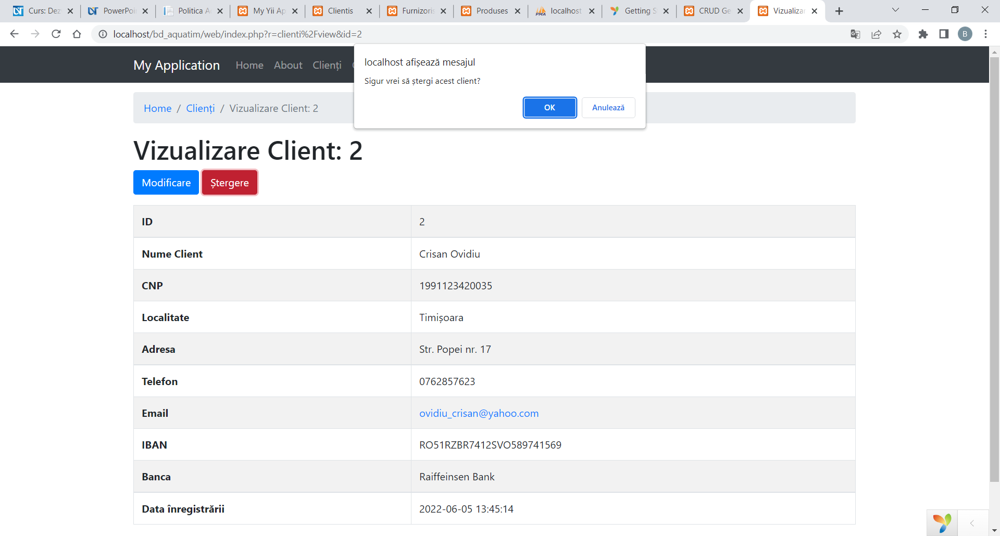 Curs: Dez
PowerPoi
Politica A
My Yii Ap
Clientis
Furnizoris
Produses
localhost
Getting S
CRUD Ge
Vizualizar
localhost/bd_aquatim/web/index.php?r=clienti%2Fview&id=2
B
My Application Home About Clienți
localhost afișează mesajul
Sigur vrei să ștergi acest client?
OK Anulează
Home / Clienți / Vizualizare Client: 2
Vizualizare Client: 2
Modificare Ștergere
ID 2
Nume Client Crisan Ovidiu
CNP 1991123420035
Localitate Timișoara
Adresa Str. Popei nr. 17
Telefon 0762857623
Email ovidiu_crisan@yahoo.com
IBAN RO51RZBR7412SVO589741569
Banca Raiffeinsen Bank
Data înregistrării 2022-06-05 13:45:14